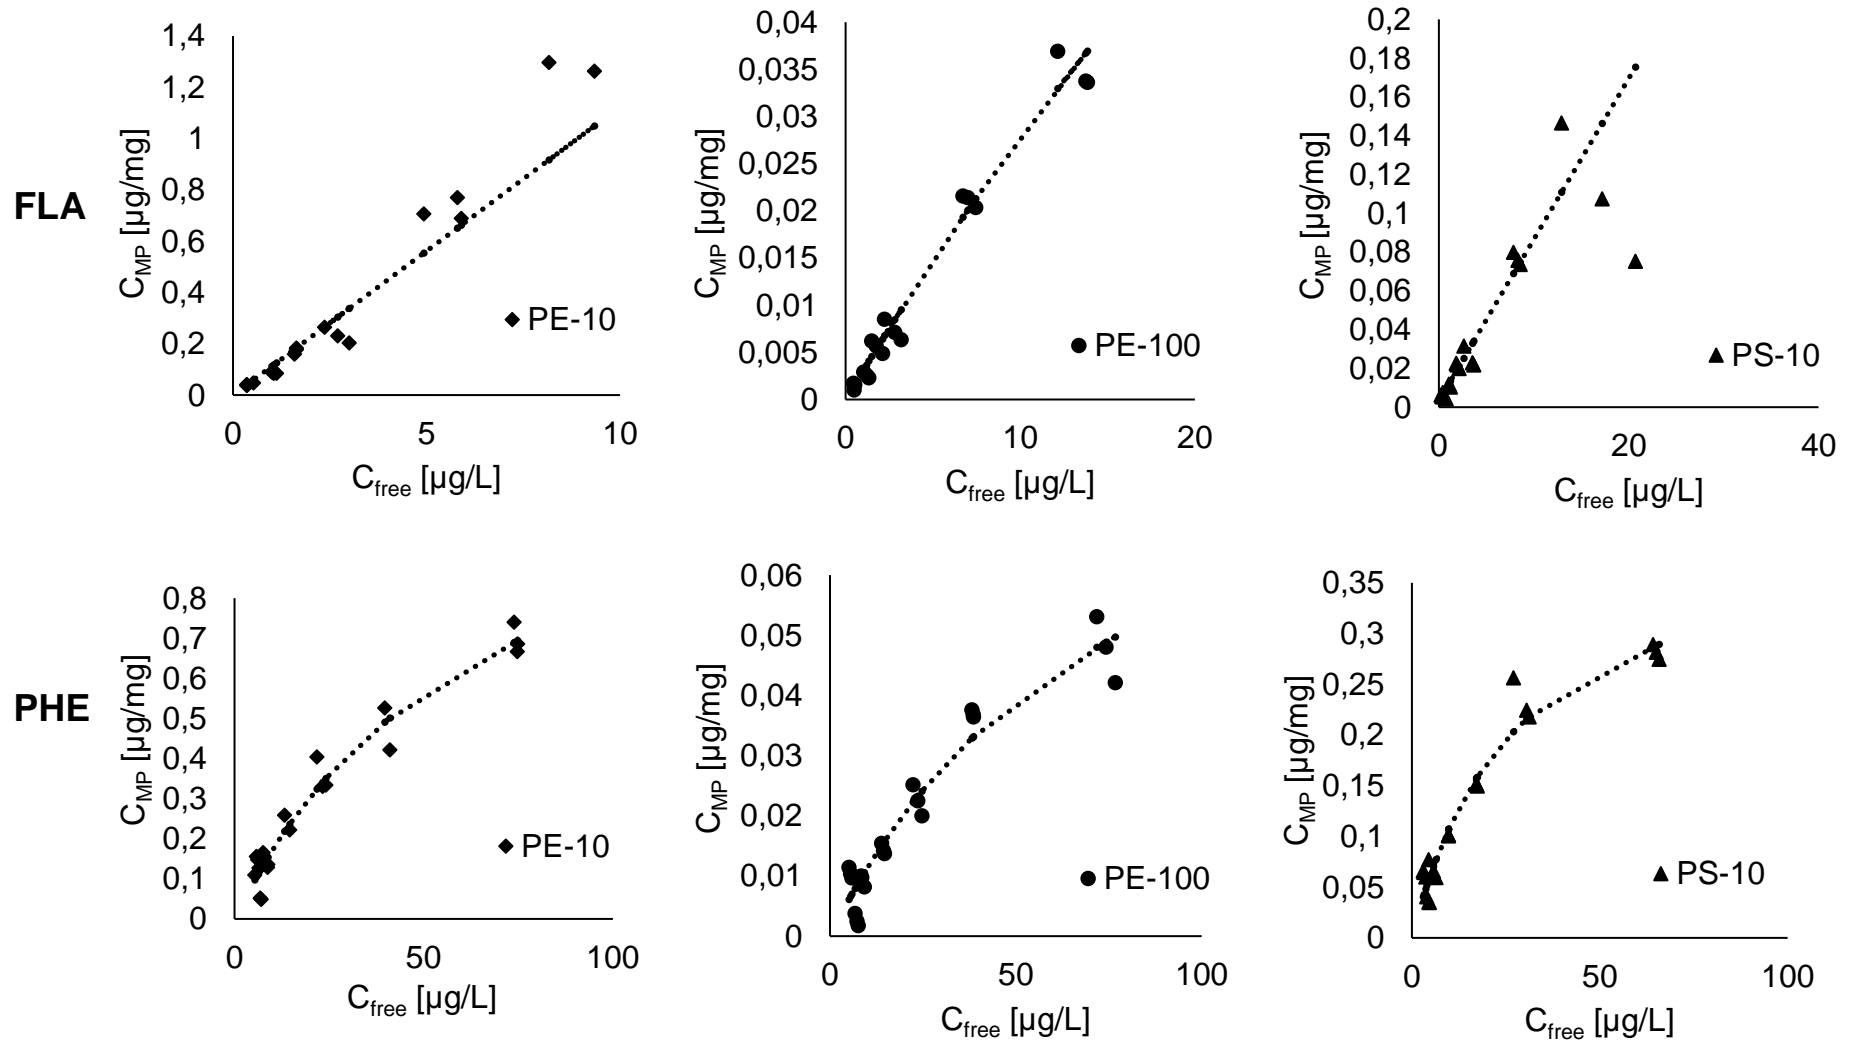 FLA
C_MP [µg/mg]
1,4
1,2
1
0,8
0,6
0,4
0,2
0
0 5 10
C_free [µg/L]
PE-10
C_MP [µg/mg]
0,04
0,035
0,03
0,025
0,02
0,015
0,01
0,005
0
0 10 20
C_free [µg/L]
PE-100
C_MP [µg/mg]
0,2
0,18
0,16
0,14
0,12
0,1
0,08
0,06
0,04
0,02
0
0 20 40
C_free [µg/L]
PS-10
PHE
C_MP [µg/mg]
0,8
0,7
0,6
0,5
0,4
0,3
0,2
0,1
0
0 50 100
C_free [µg/L]
PE-10
C_MP [µg/mg]
0,06
0,05
0,04
0,03
0,02
0,01
0
0 50 100
C_free [µg/L]
PE-100
C_MP [µg/mg]
0,35
0,3
0,25
0,2
0,15
0,1
0,05
0
0 50 100
C_free [µg/L]
PS-10